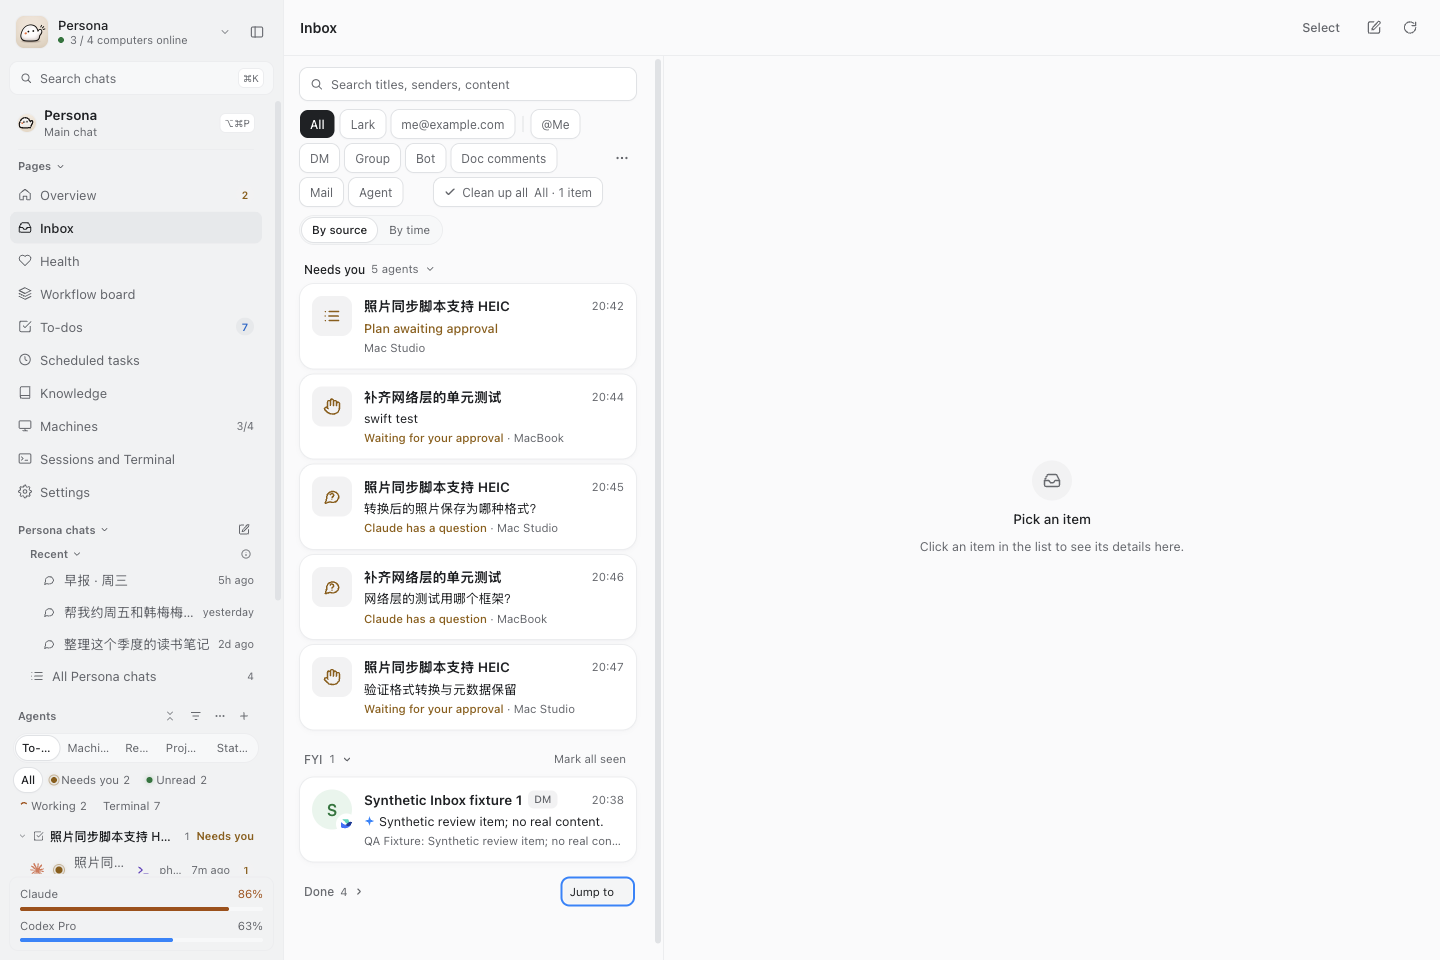 Persona
3 / 4 computers online
Search chats ⌘K
Persona
Main chat
⌥⌘P
Pages
Overview 2
Inbox
Health
Workflow board
To-dos 7
Scheduled tasks
Knowledge
Machines 3/4
Sessions and Terminal
Settings
Persona chats
Recent
早报 · 周三 5h ago
帮我约周五和韩梅梅... yesterday
整理这个季度的读书笔记 2d ago
All Persona chats 4
Agents
To-... Machi... Re... Proj... Stat...
All Needs you 2 Unread 2
Working 2 Terminal 7
照片同步脚本支持 H... 1 Needs you
照片同... ph... 7m ago 1
Claude 86%
Codex Pro 63%
Inbox
Select
Search titles, senders, content
All Lark me@example.com @Me
DM Group Bot Doc comments ...
Mail Agent Clean up all All · 1 item
By source By time
Needs you 5 agents
照片同步脚本支持 HEIC 20:42
Plan awaiting approval
Mac Studio
补齐网络层的单元测试 20:44
swift test
Waiting for your approval · MacBook
照片同步脚本支持 HEIC 20:45
转换后的照片保存为哪种格式？
Claude has a question · Mac Studio
补齐网络层的单元测试 20:46
网络层的测试用哪个框架？
Claude has a question · MacBook
照片同步脚本支持 HEIC 20:47
验证格式转换与元数据保留
Waiting for your approval · Mac Studio
FYI 1 Mark all seen
S
Synthetic Inbox fixture 1 DM 20:38
Synthetic review item; no real content.
QA Fixture: Synthetic review item; no real con...
Done 4 Jump to
Pick an item
Click an item in the list to see its details here.